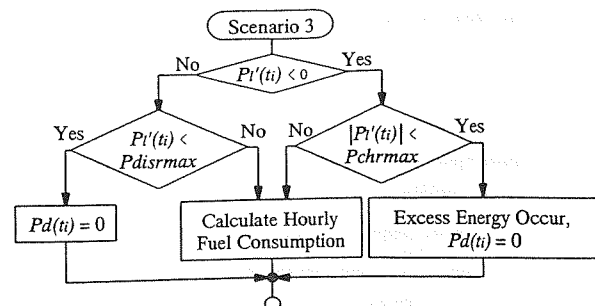 Scenario 3
No
Pl'(ti) < 0
Yes
Yes
Pl'(ti) <
Pdisrmax
No
No
|Pl'(ti)| <
Pchrmax
Yes
Pd(ti) = 0
Calculate Hourly
Fuel Consumption
Excess Energy Occur,
Pd(ti) = 0